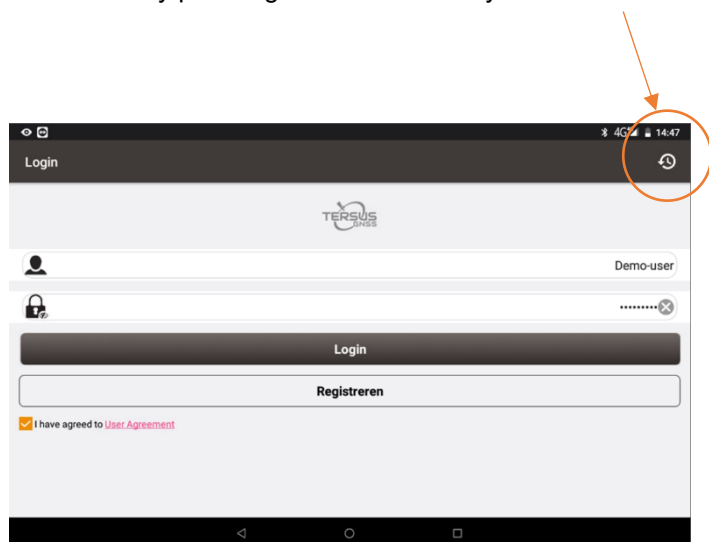 4G 14:47
Login
TERSUS
GNSS
Demo-user
Login
Registreren
I have agreed to User Agreement